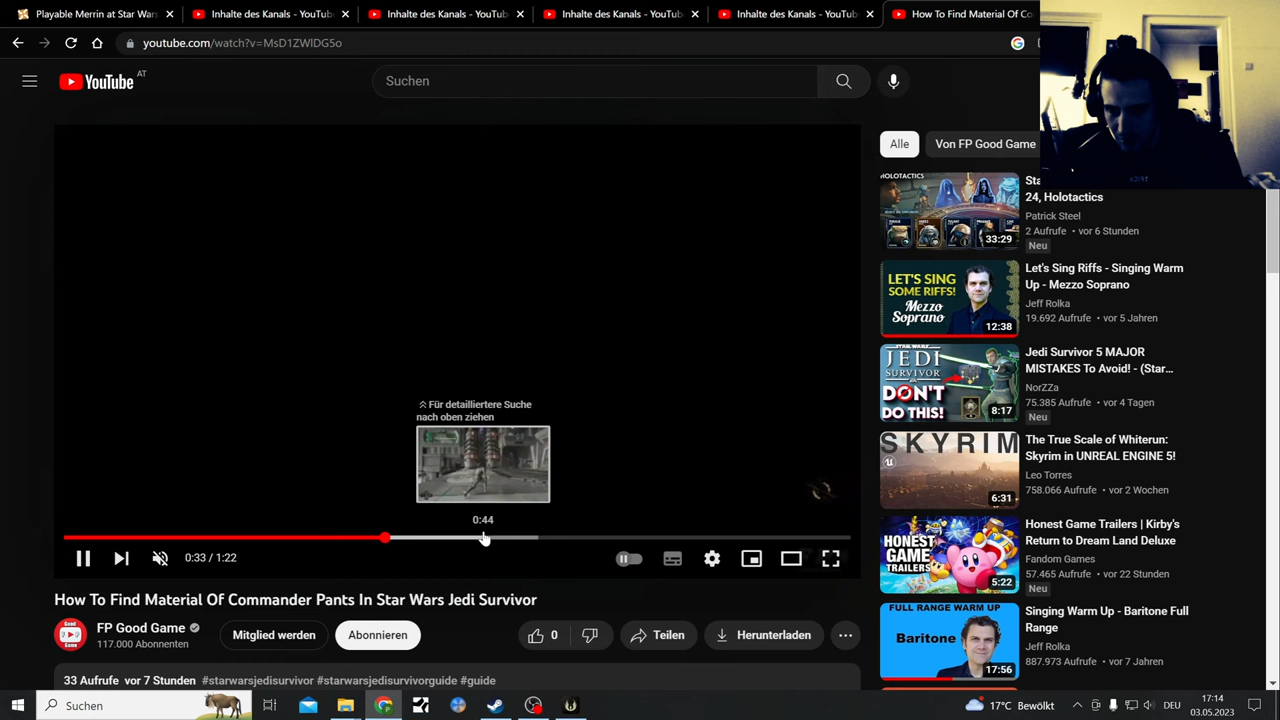 Playable Merrin at Star Wars
Inhalte des Kanals - YouTub
Inhalte des Kanals - YouTub
Inhalte des Kanals - YouTub
Inhalte des Kanals - YouTub
How To Find Material Of Co
youtube.com/watch?v=MsD1ZWlDG5o
YouTube AT
Suchen
Alle
Von FP Good Game
HOLOTACTICS
33:29
Sta
24, Holotactics
Patrick Steel
2 Aufrufe • vor 6 Stunden
Neu
LET'S SING
SOME RIFFS!
Mezzo
Soprano
12:38
Let's Sing Riffs - Singing Warm
Up - Mezzo Soprano
Jeff Rolka
19.692 Aufrufe • vor 5 Jahren
STAR WARS
JEDI
SURVIVOR
DON'T
DO THIS!
8:17
Jedi Survivor 5 MAJOR
MISTAKES To Avoid! - (Star...
NorZZa
75.385 Aufrufe • vor 4 Tagen
Neu
SKYRIM
6:31
The True Scale of Whiterun:
Skyrim in UNREAL ENGINE 5!
Leo Torres
758.066 Aufrufe • vor 2 Wochen
HONEST
GAME
TRAILERS
5:22
Honest Game Trailers | Kirby's
Return to Dream Land Deluxe
Fandom Games
57.465 Aufrufe • vor 22 Stunden
Neu
FULL RANGE WARM UP
Baritone
17:56
Singing Warm Up - Baritone Full
Range
Jeff Rolka
887.973 Aufrufe • vor 7 Jahren
Für detailliertere Suche
nach oben ziehen
0:44
0:33 / 1:22
How To Find Material Of Commander Denvs In Star Wars Jedi Survivor
Good
Game
FP Good Game
117.000 Abonnenten
Mitglied werden
Abonnieren
0
Teilen
Herunterladen
33 Aufrufe vor 7 Stunden #starwarsjedisurvivor #starwarsjedisurvivorguide #guide
Suchen
17°C Bewölkt
DEU
17:14
03.05.2023